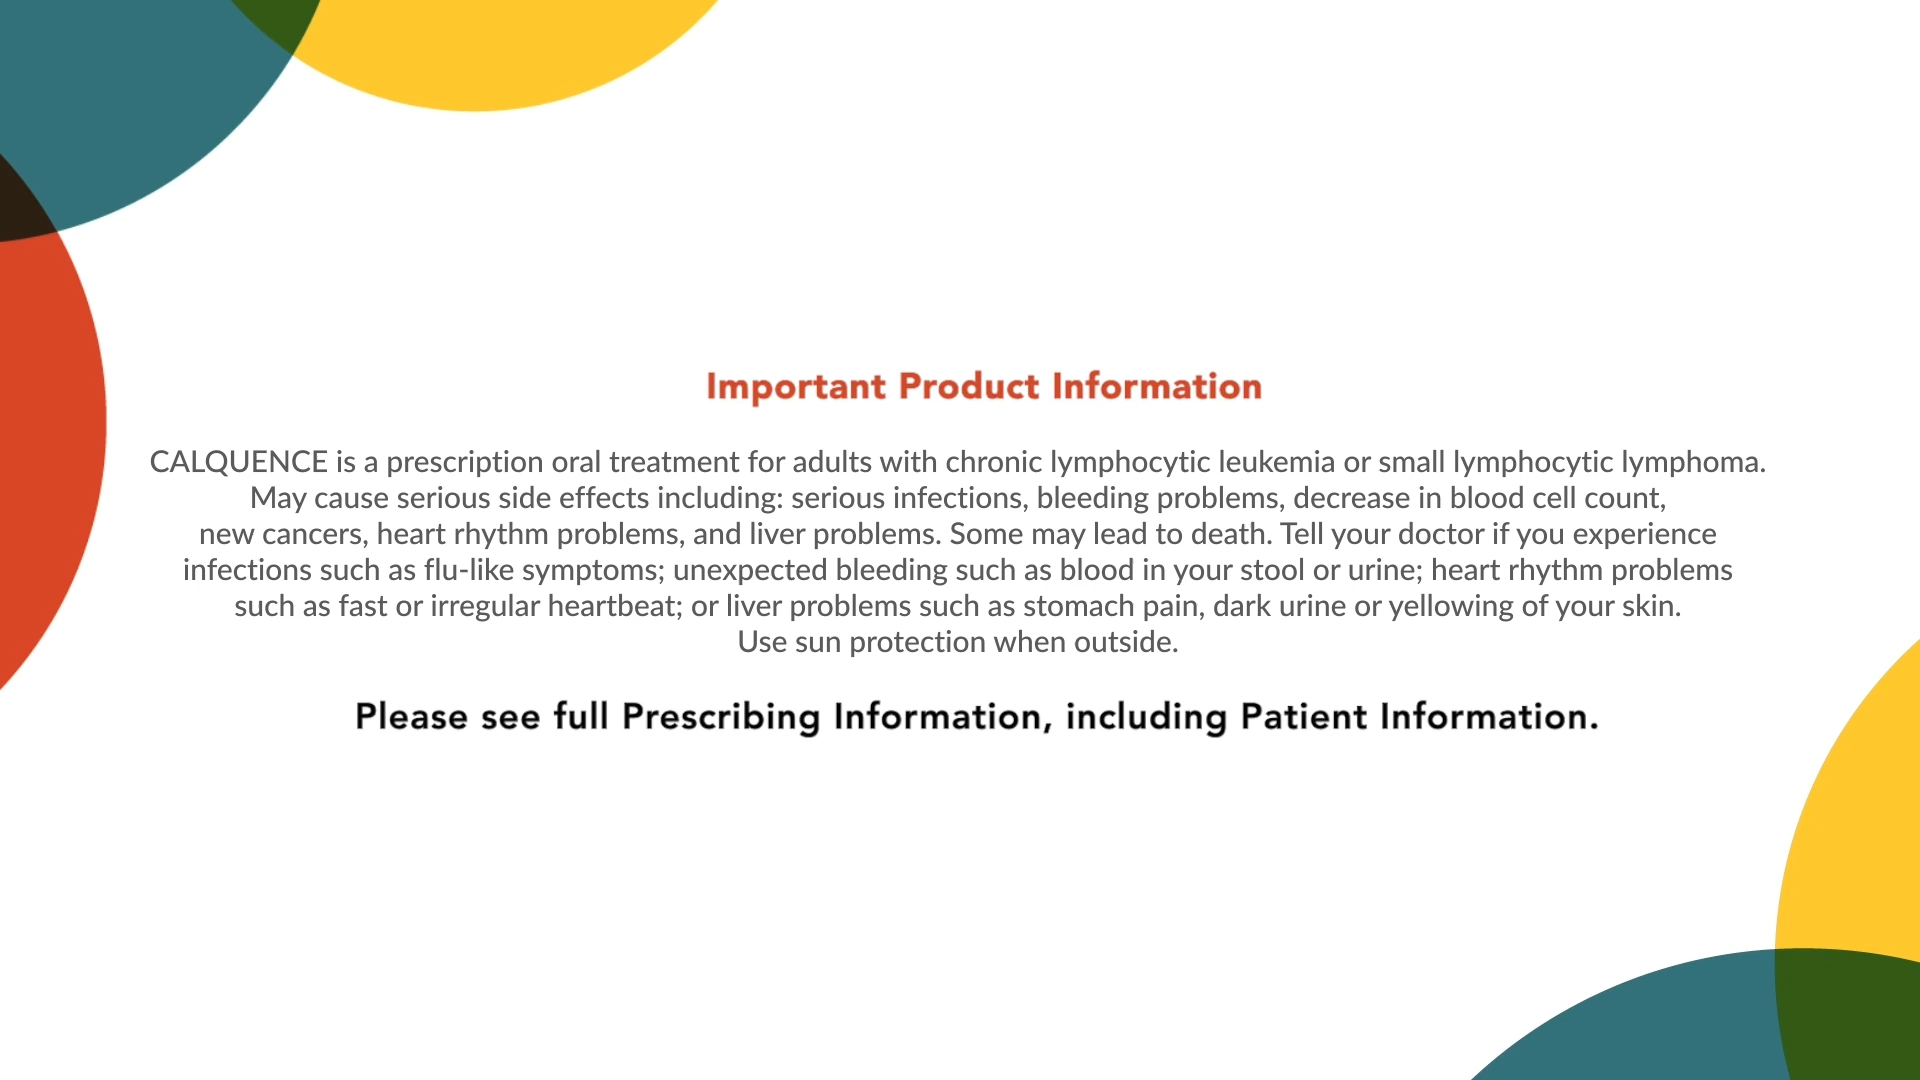 Important Product Information
CALQUENCE is a prescription oral treatment for adults with chronic lymphocytic leukemia or small lymphocytic lymphoma.
May cause serious side effects including: serious infections, bleeding problems, decrease in blood cell count,
new cancers, heart rhythm problems, and liver problems. Some may lead to death. Tell your doctor if you experience
infections such as flu-like symptoms; unexpected bleeding such as blood in your stool or urine; heart rhythm problems
such as fast or irregular heartbeat; or liver problems such as stomach pain, dark urine or yellowing of your skin.
Use sun protection when outside.
Please see full Prescribing Information, including Patient Information.